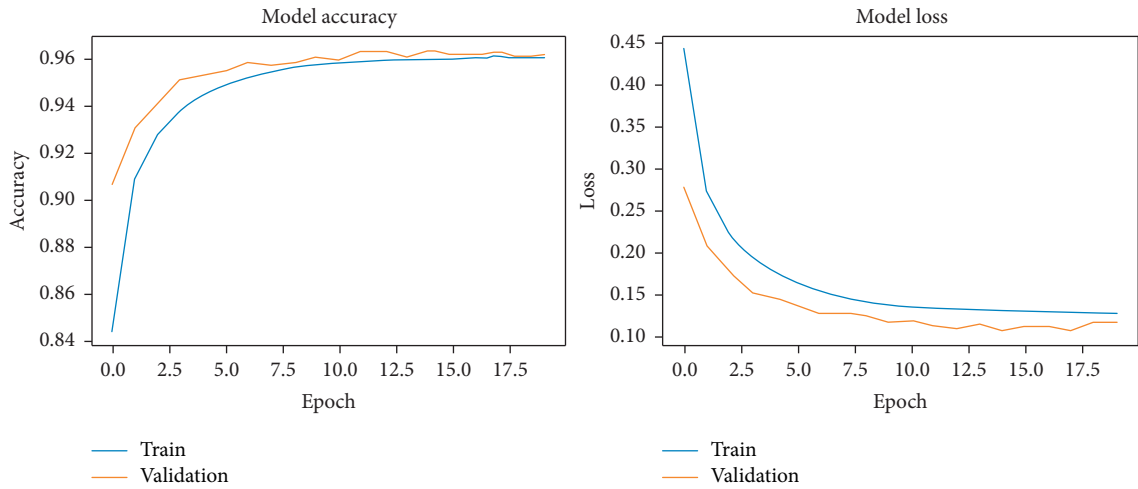 Model accuracy
0.96
0.94
0.92
0.90
0.88
0.86
0.84
Accuracy
0.0 2.5 5.0 7.5 10.0 12.5 15.0 17.5
Epoch
Train
Validation
Model loss
0.45
0.40
0.35
0.30
0.25
0.20
0.15
0.10
Loss
0.0 2.5 5.0 7.5 10.0 12.5 15.0 17.5
Epoch
Train
Validation